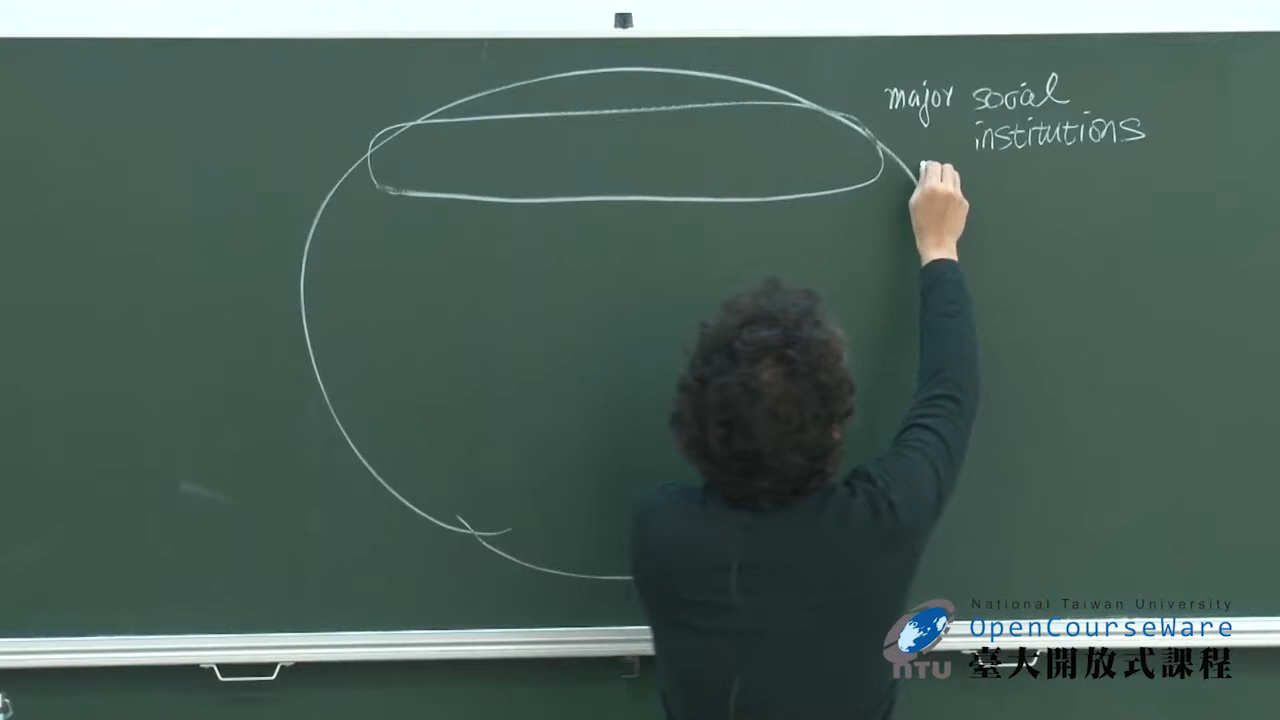 major social
institutions
National Taiwan University
OpenCourseWare
NTU
臺大開放式課程